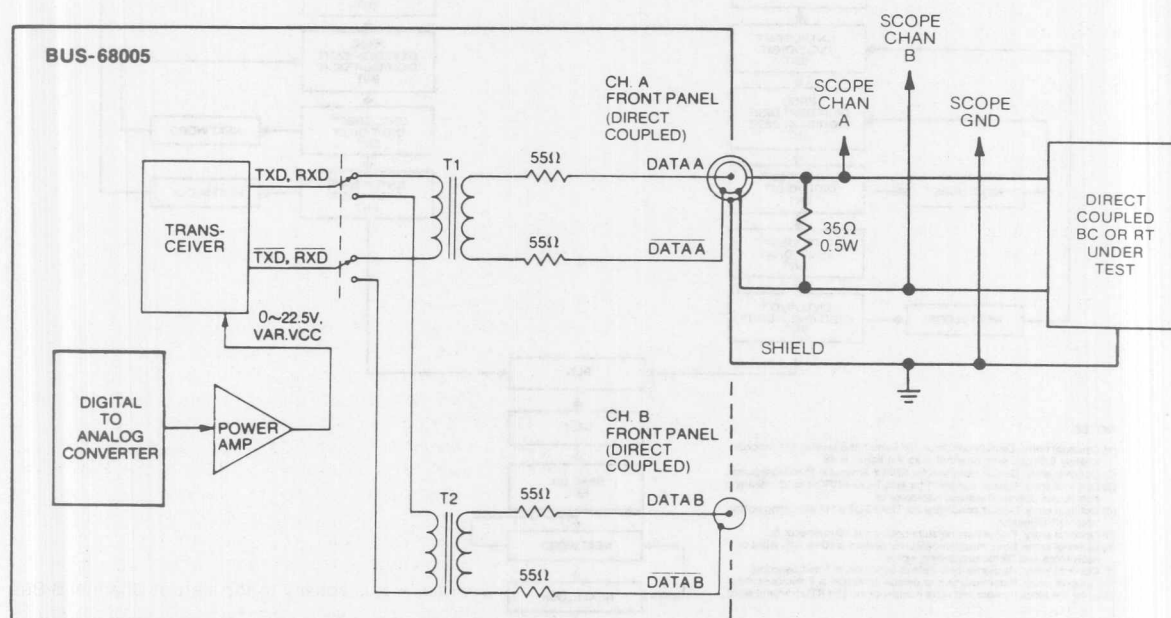 BUS-68005
SCOPE
CHAN
B
SCOPE
CHAN
A
SCOPE
GND
CH. A
FRONT PANEL
(DIRECT
COUPLED)
TRANS-
CEIVER
TXD, RXD
TXD, RXD
T1
55Ω
55Ω
DATA A
DATA A
35Ω
0.5W
DIRECT
COUPLED
BC OR RT
UNDER
TEST
0~22.5V,
VAR.VCC
SHIELD
DIGITAL
TO
ANALOG
CONVERTER
POWER
AMP
CH. B
FRONT PANEL
(DIRECT
COUPLED)
T2
55Ω
55Ω
DATA B
DATA B